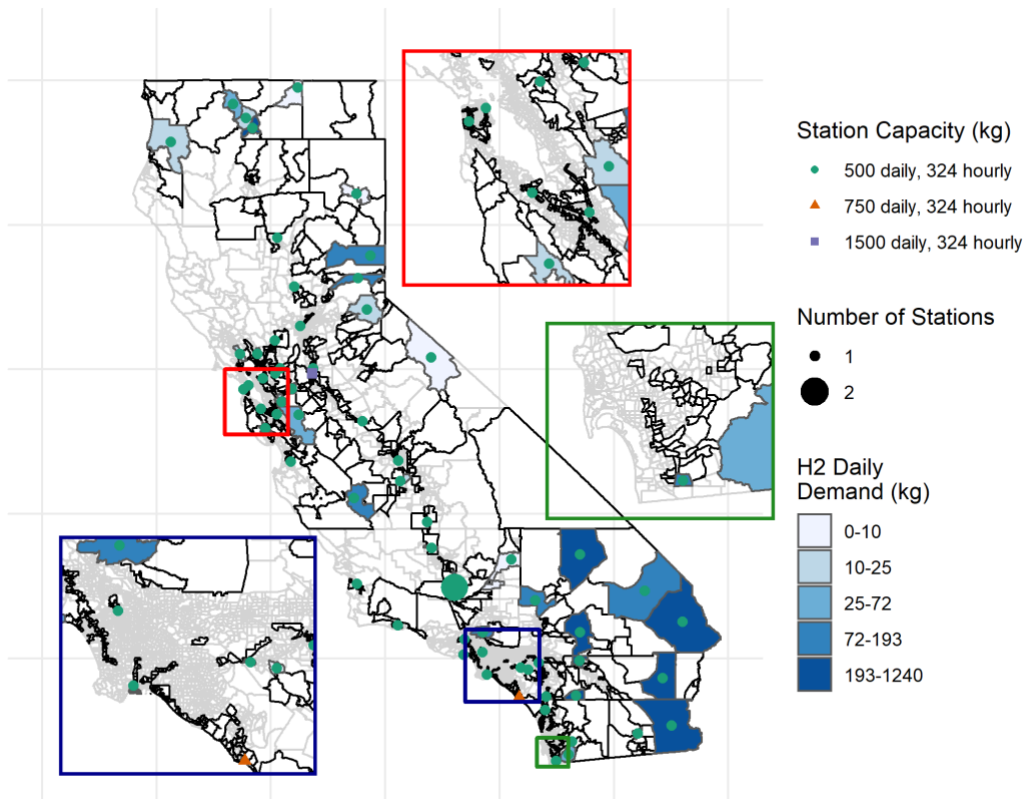 Station Capacity (kg)
500 daily, 324 hourly
750 daily, 324 hourly
1500 daily, 324 hourly
Number of Stations
1
2
H2 Daily
Demand (kg)
0-10
10-25
25-72
72-193
193-1240